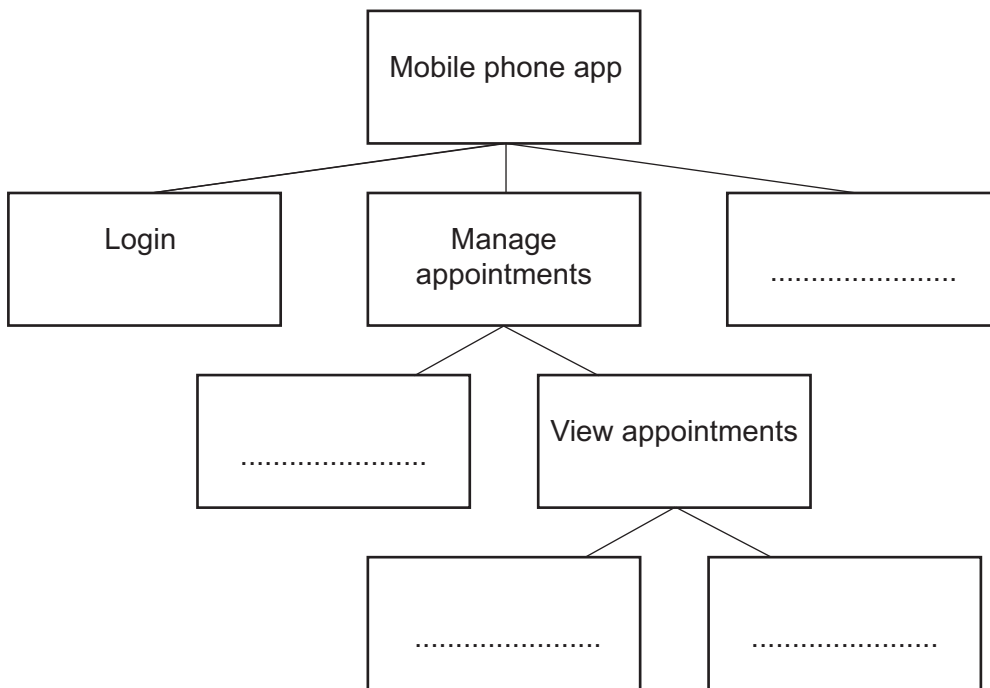 Mobile phone app
Login
Manage
appointments
.......................
.......................
View appointments
.......................
.......................